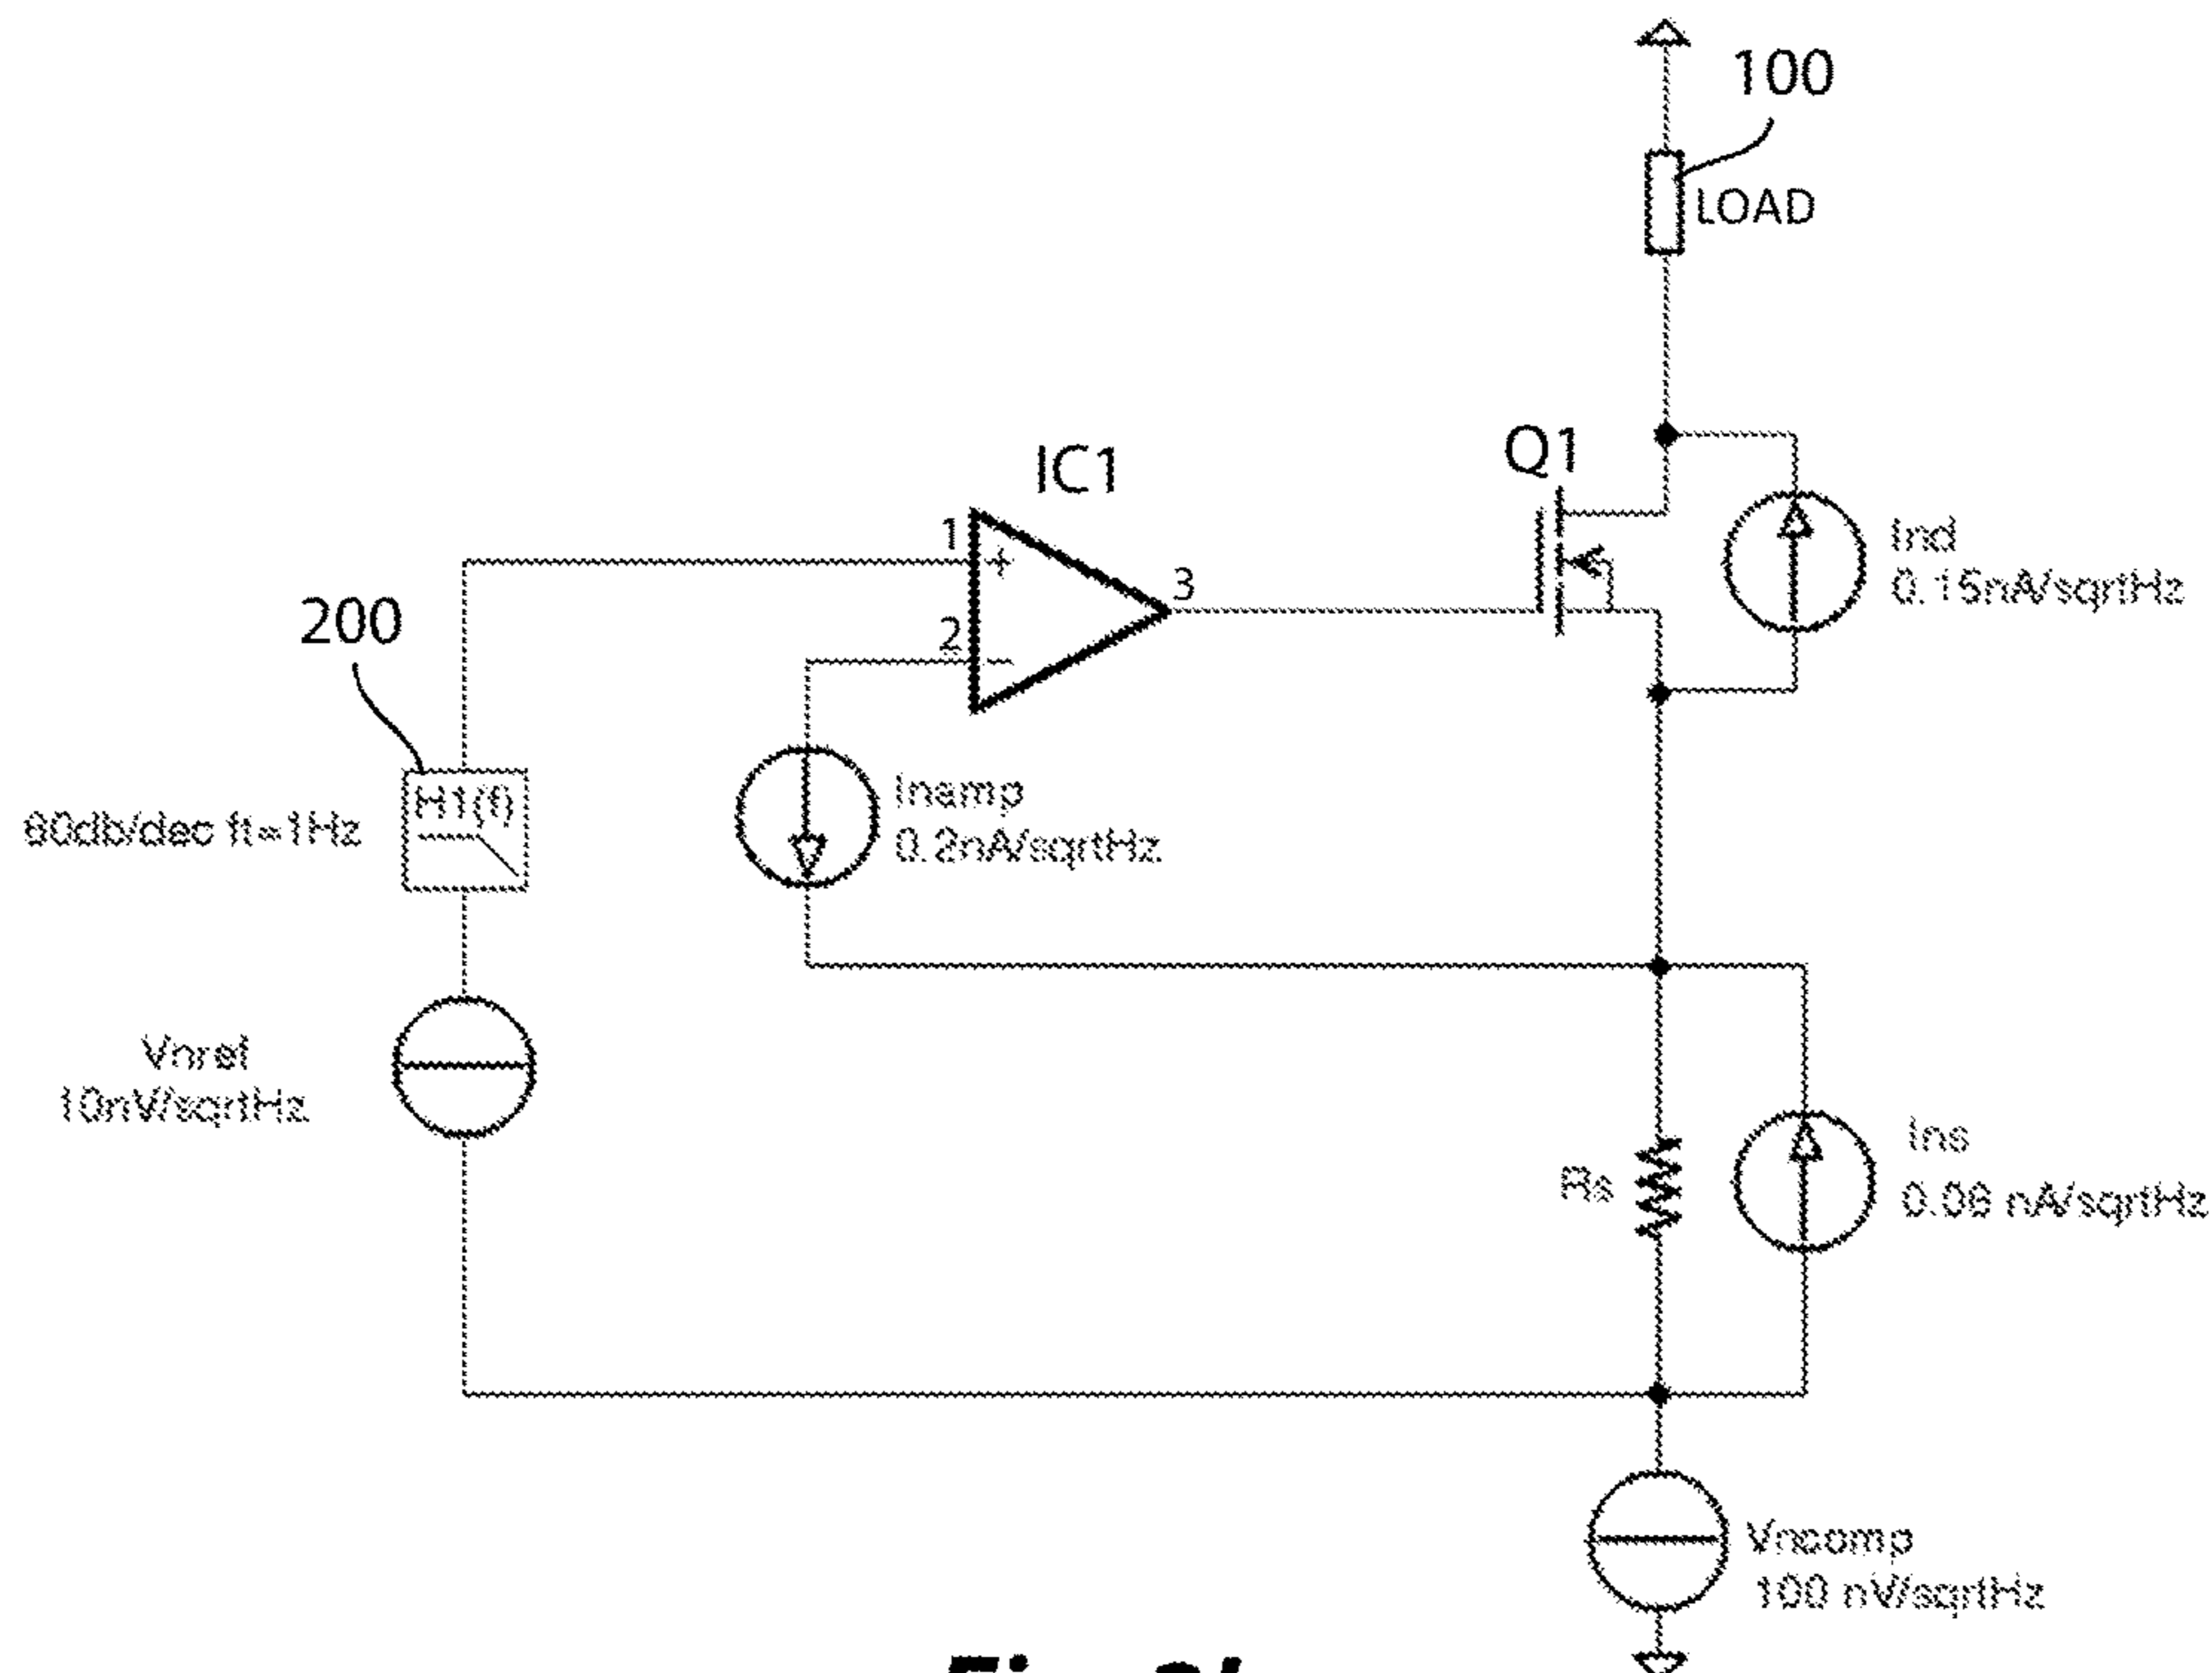 100
LOAD
Q1
IC1
1
+
3
2
−
Ind
0.15nA/sqrtHz
200
H1(f)
60db/dec ft=1Hz
Inamp
0.2nA/sqrtHz
Vnref
10nV/sqrtHz
Rs
Ins
0.08 nA/sqrtHz
Vncomp
100 nV/sqrtHz